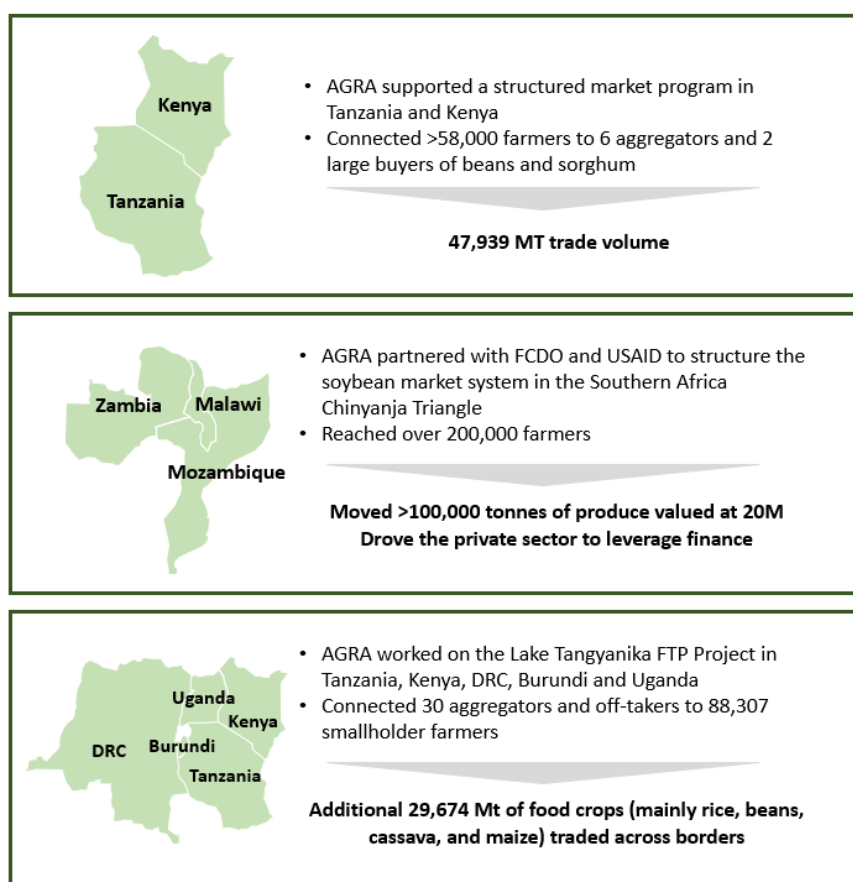 Kenya
Tanzania
• AGRA supported a structured market program in
Tanzania and Kenya
• Connected >58,000 farmers to 6 aggregators and 2
large buyers of beans and sorghum
47,939 MT trade volume
Zambia
Malawi
Mozambique
• AGRA partnered with FCDO and USAID to structure the
soybean market system in the Southern Africa
Chinyanja Triangle
• Reached over 200,000 farmers
Moved >100,000 tonnes of produce valued at 20M
Drove the private sector to leverage finance
Uganda
Kenya
DRC
Burundi
Tanzania
• AGRA worked on the Lake Tangyanika FTP Project in
Tanzania, Kenya, DRC, Burundi and Uganda
• Connected 30 aggregators and off-takers to 88,307
smallholder farmers
Additional 29,674 Mt of food crops (mainly rice, beans,
cassava, and maize) traded across borders